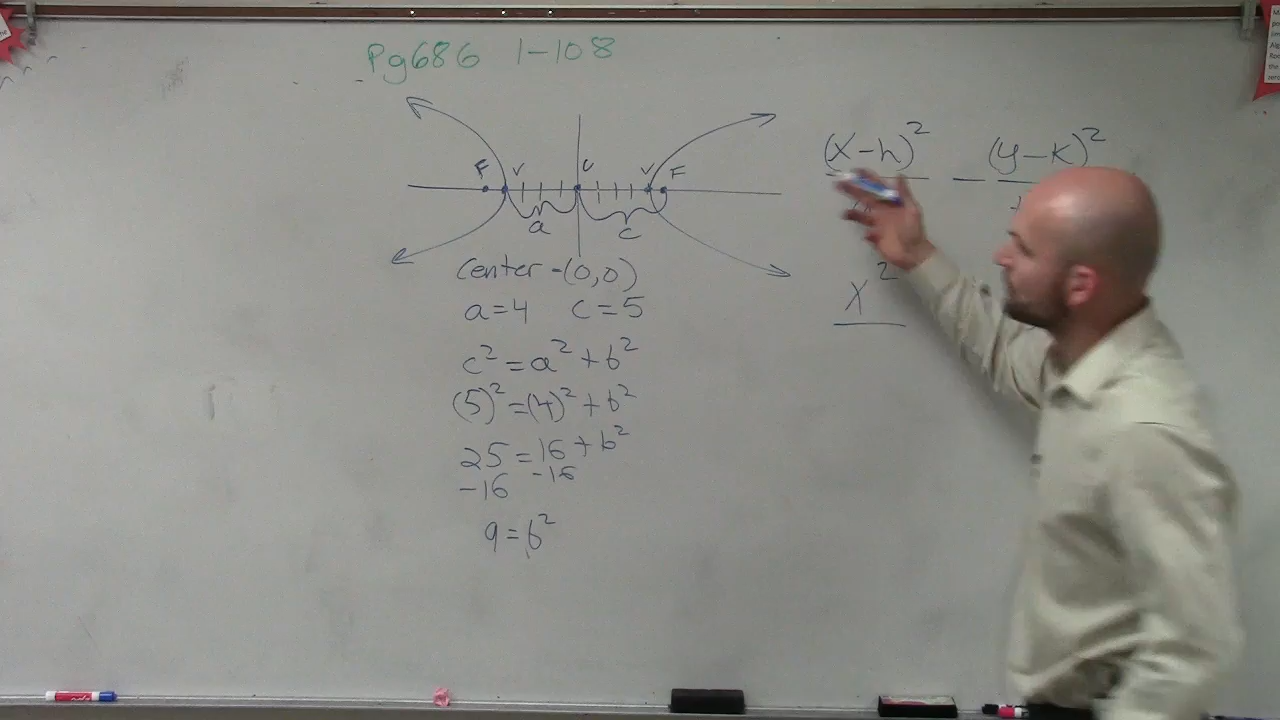 Pg686 1-108
F V C V F
a c
center -(0,0)
a=4 c=5
c²=a²+b²
(5)²=(4)²+b²
25=16+b²
-16 -16
9=b²
(x-h)² - (y-k)²
x²